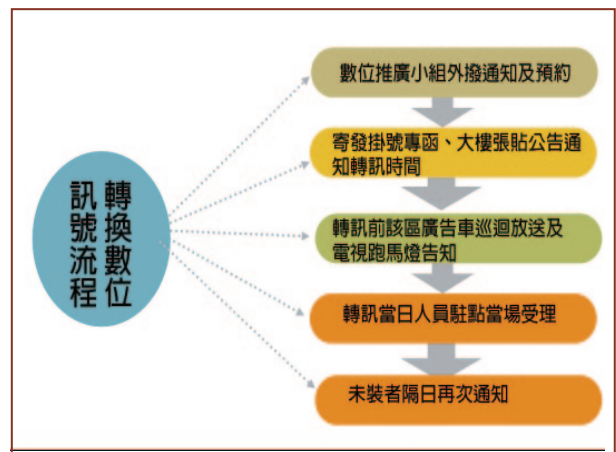 轉換數位
訊號流程
數位推廣小組外撥通知及預約
寄發掛號專函、大樓張貼公告通
知轉訊時間
轉訊前該區廣告車巡迴放送及
電視跑馬燈告知
轉訊當日人員駐點當場受理
未裝者隔日再次通知